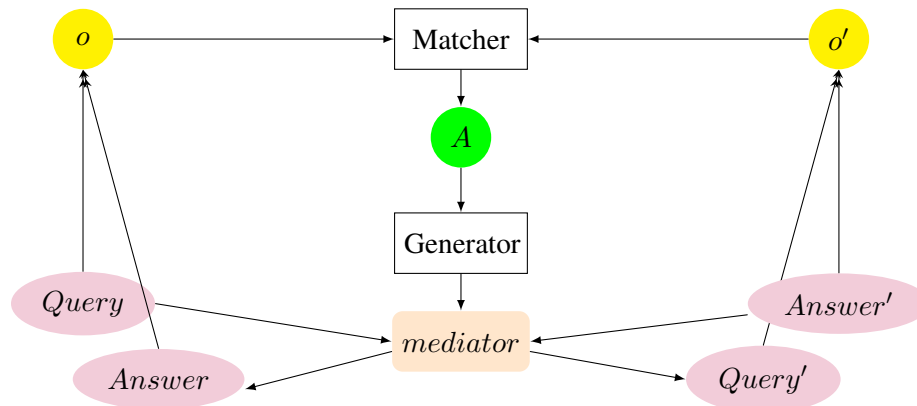 o
Matcher
o′
A
Generator
Query
Answer′
mediator
Answer
Query′